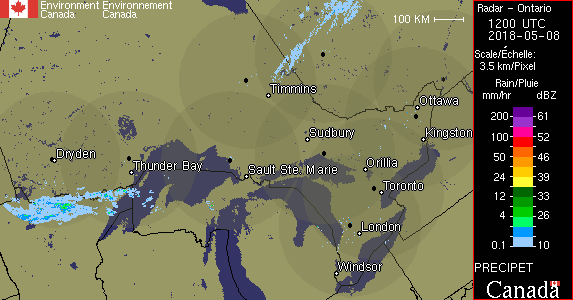 Environment Environnement
Canada Canada
100 KM
Timmins
Ottawa
Sudbury
Kingston
Dryden
Thunder Bay
Sault Ste. Marie
Orillia
Toronto
London
Windsor
Radar - Ontario
1200 UTC
2018-05-08
Scale/Échelle:
3.5 km/Pixel
Rain/Pluie
mm/hr dBZ
200 61
100 52
50 46
24 39
12 33
4 26
0.1 10
PRECIPET
Canada